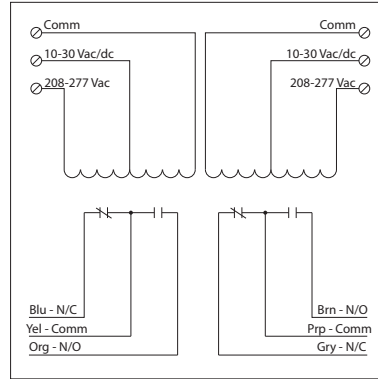 Comm Comm
10-30 Vac/dc 10-30 Vac/dc
208-277 Vac 208-277 Vac
Blu - N/C Brn - N/O
Yel - Comm Prp - Comm
Org - N/O Gry - N/C